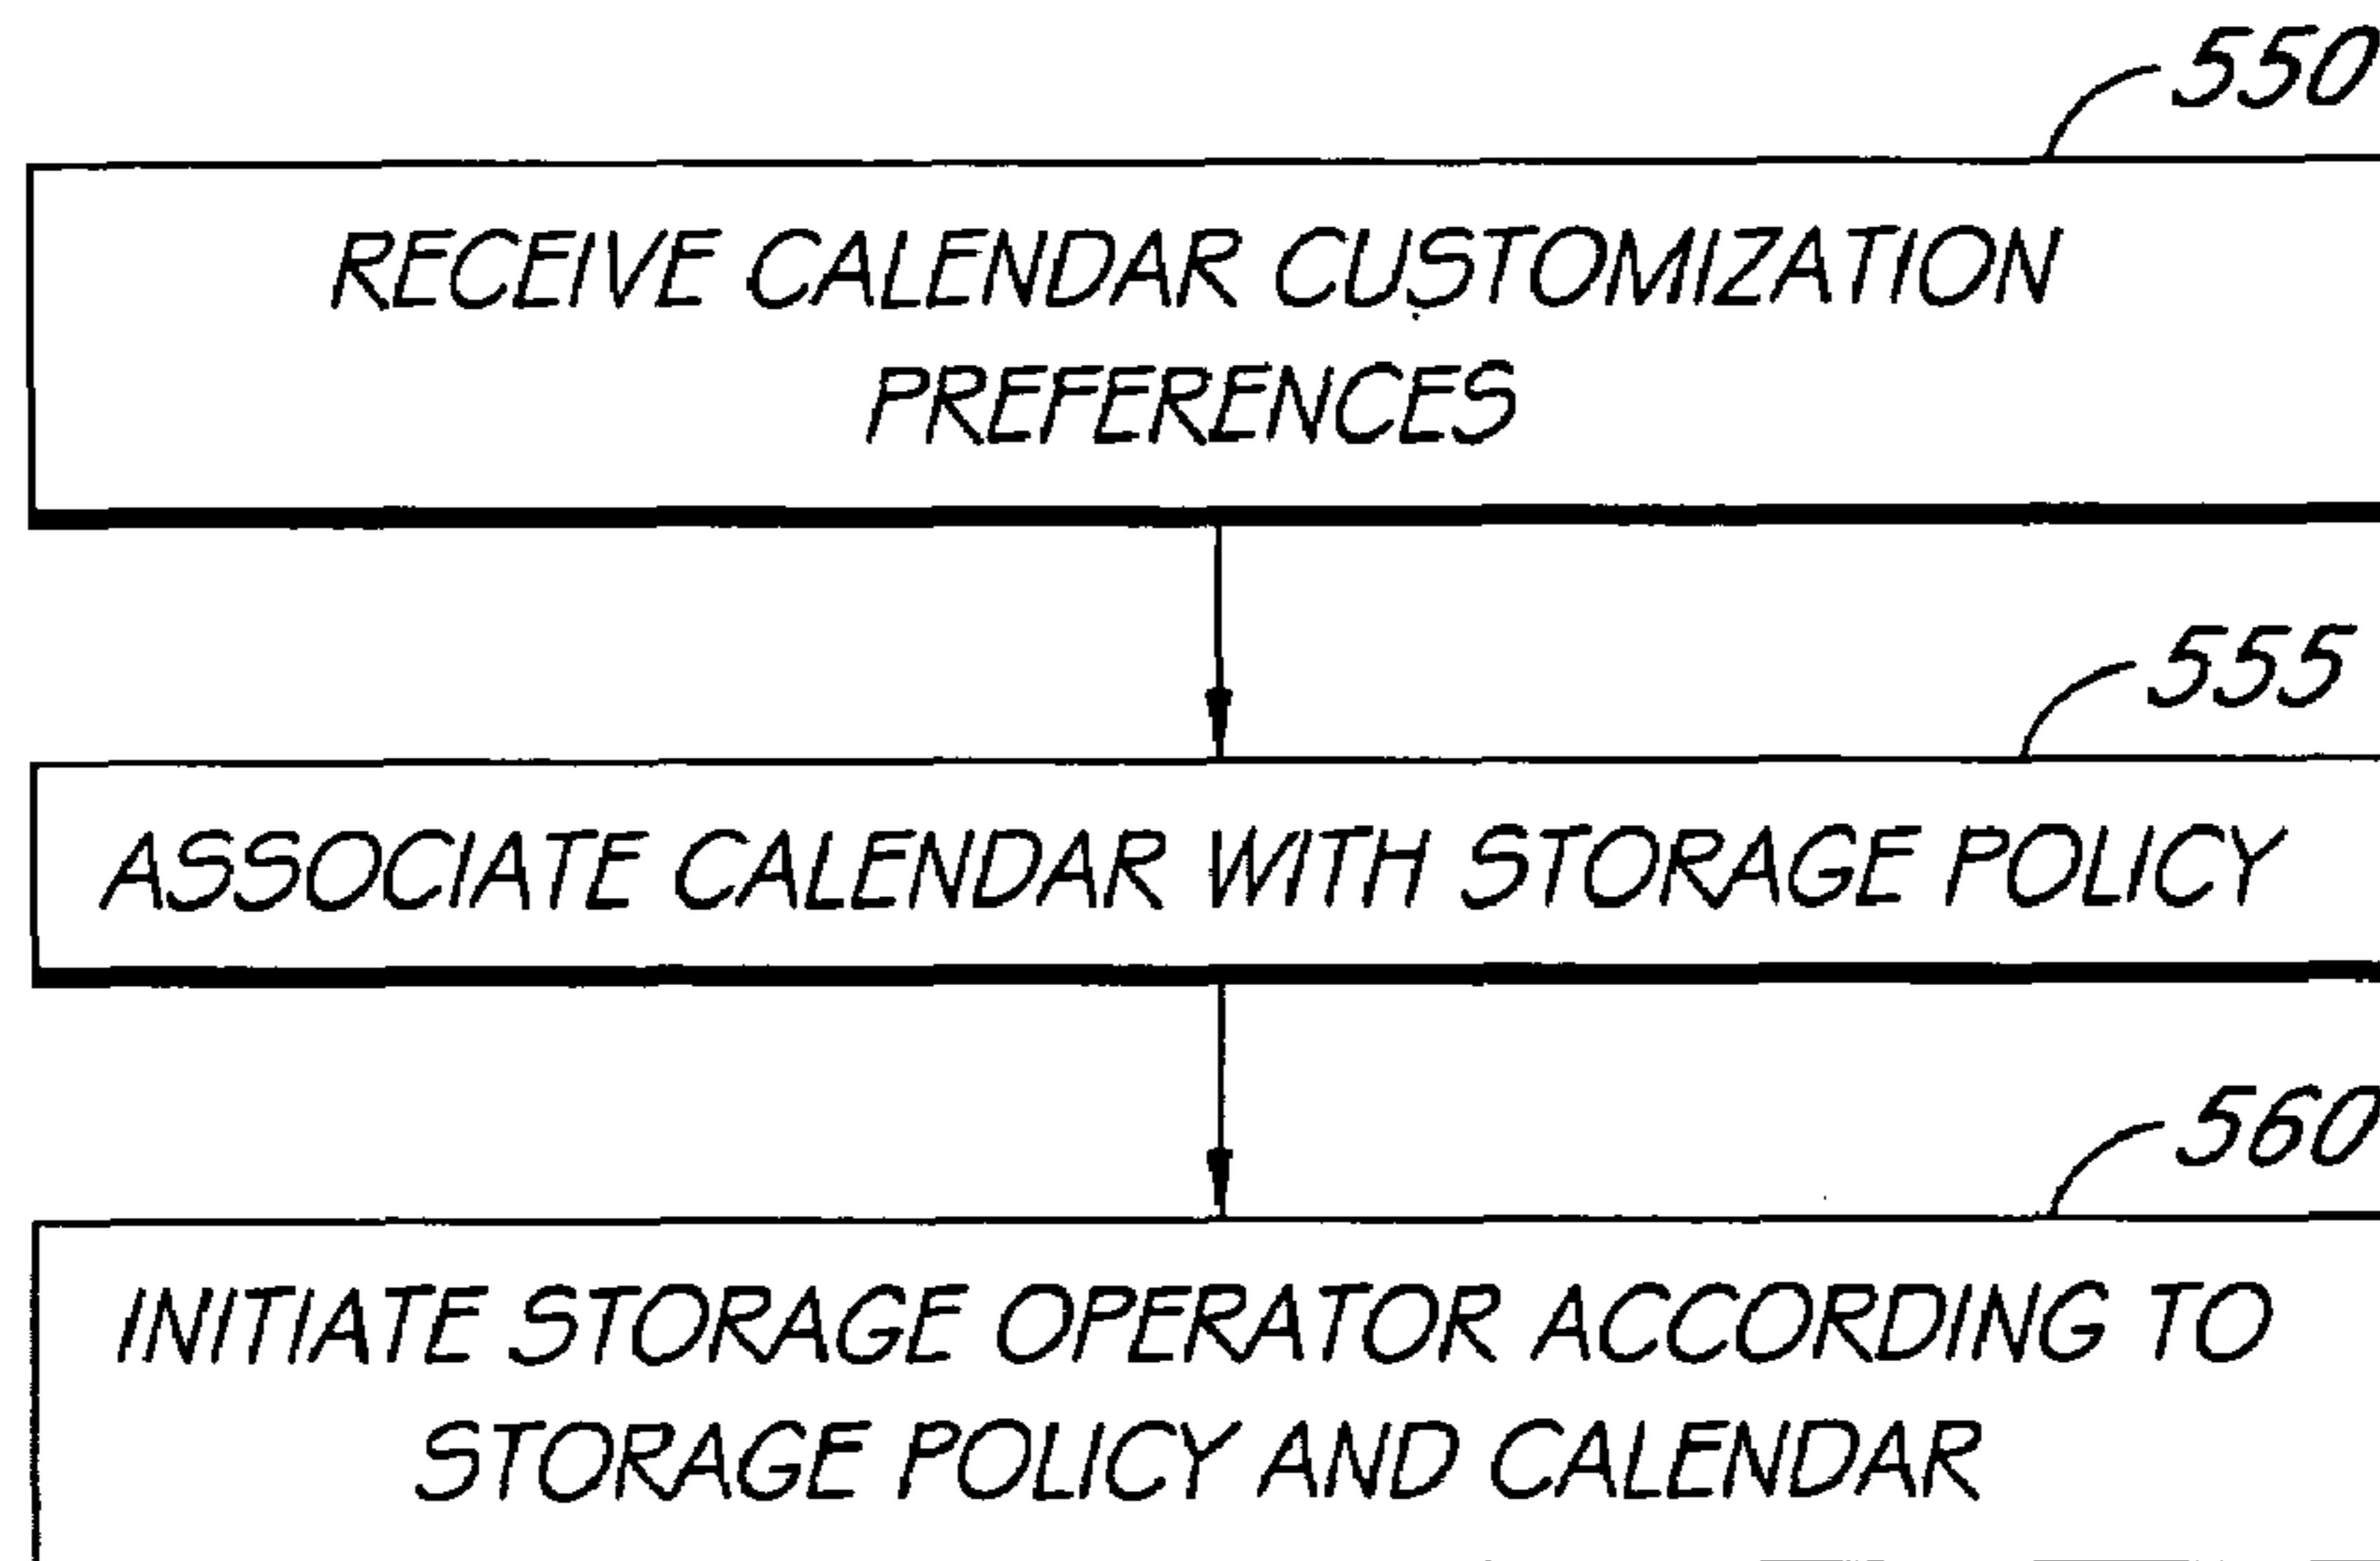 550
RECEIVE CALENDAR CUSTOMIZATION
PREFERENCES
555
ASSOCIATE CALENDAR WITH STORAGE POLICY
560
INITIATE STORAGE OPERATOR ACCORDING TO
STORAGE POLICY AND CALENDAR